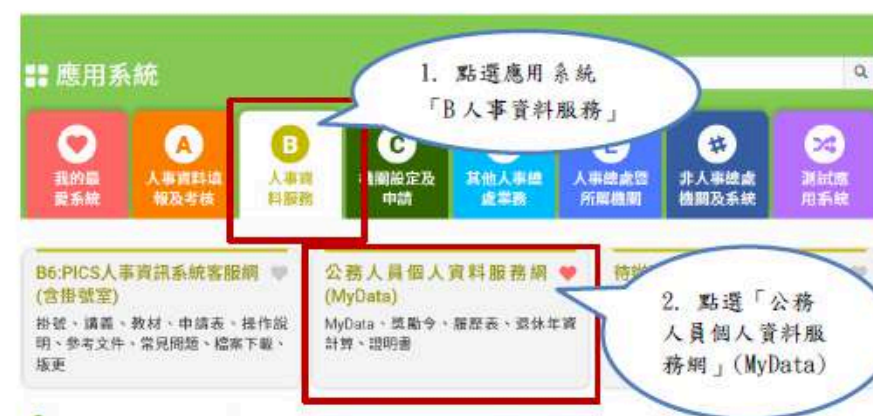 應用系統
1. 點選應用系統
「B人事資料服務」
A
B
C
我的最
愛系統
人事資料填
報及考核
人事資
料服務
機關設定及
申請
其他人事總
處業務
人事總處暨
所屬機關
非人事總處
機關及系統
測試應
用系統
B6:PICS人事資訊系統客服網
(含掛號室)
掛號、講義、教材、申請表、操作說
明、參考文件、常見問題、檔案下載、
版更
公務人員個人資料服務網
(MyData)
MyData、獎勵令、履歷表、退休年資
計算、證明書
2. 點選「公務
人員個人資料服
務網」(MyData)